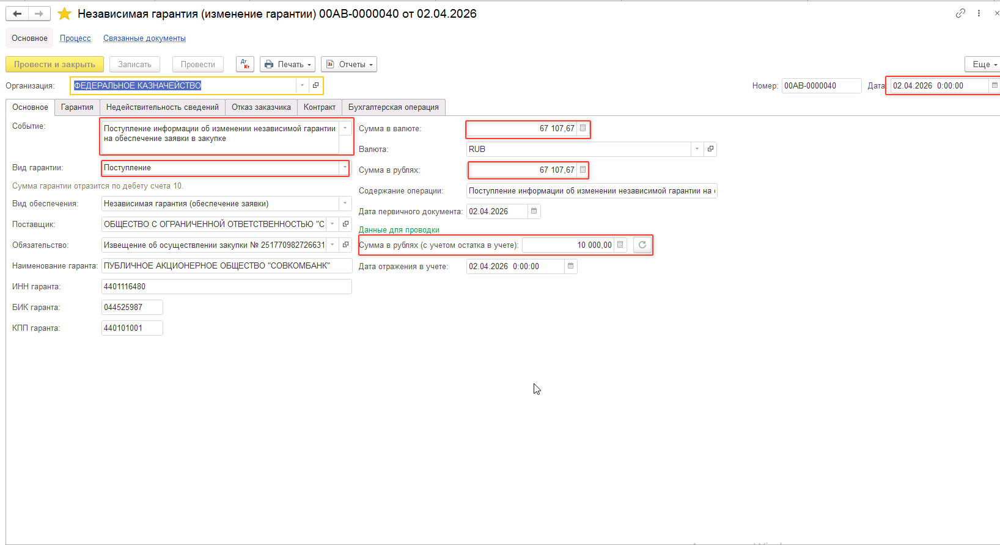 Независимая гарантия (изменение гарантии) 00АВ-0000040 от 02.04.2026
Основное Процесс Связанные документы
Провести и закрыть Записать Провести Дт Кт Печать Отчеты Еще
Организация: ФЕДЕРАЛЬНОЕ КАЗНАЧЕЙСТВО Номер: 00АВ-0000040 Дата: 02.04.2026 0:00:00
Основное Гарантия Недействительность сведений Отказ заказчика Контракт Бухгалтерская операция
Событие: Поступление информации об изменении независимой гарантии
на обеспечение заявки в закупке
Сумма в валюте: 67 107,67
Валюта: RUB
Вид гарантии: Поступление
Сумма в рублях: 67 107,67
Сумма гарантии отразится по дебету счета 10.
Содержание операции: Поступление информации об изменении независимой гарантии на
Вид обеспечения: Независимая гарантия (обеспечение заявки)
Дата первичного документа: 02.04.2026
Поставщик: ОБЩЕСТВО С ОГРАНИЧЕННОЙ ОТВЕТСТВЕННОСТЬЮ "С
Данные для проводки
Обязательство: Извещение об осуществлении закупки № 251770982726631
Сумма в рублях (с учетом остатка в учете): 10 000,00
Наименование гаранта: ПУБЛИЧНОЕ АКЦИОНЕРНОЕ ОБЩЕСТВО "СОВКОМБАНК"
Дата отражения в учете: 02.04.2026 0:00:00
ИНН гаранта: 4401116480
БИК гаранта: 044525987
КПП гаранта: 440101001